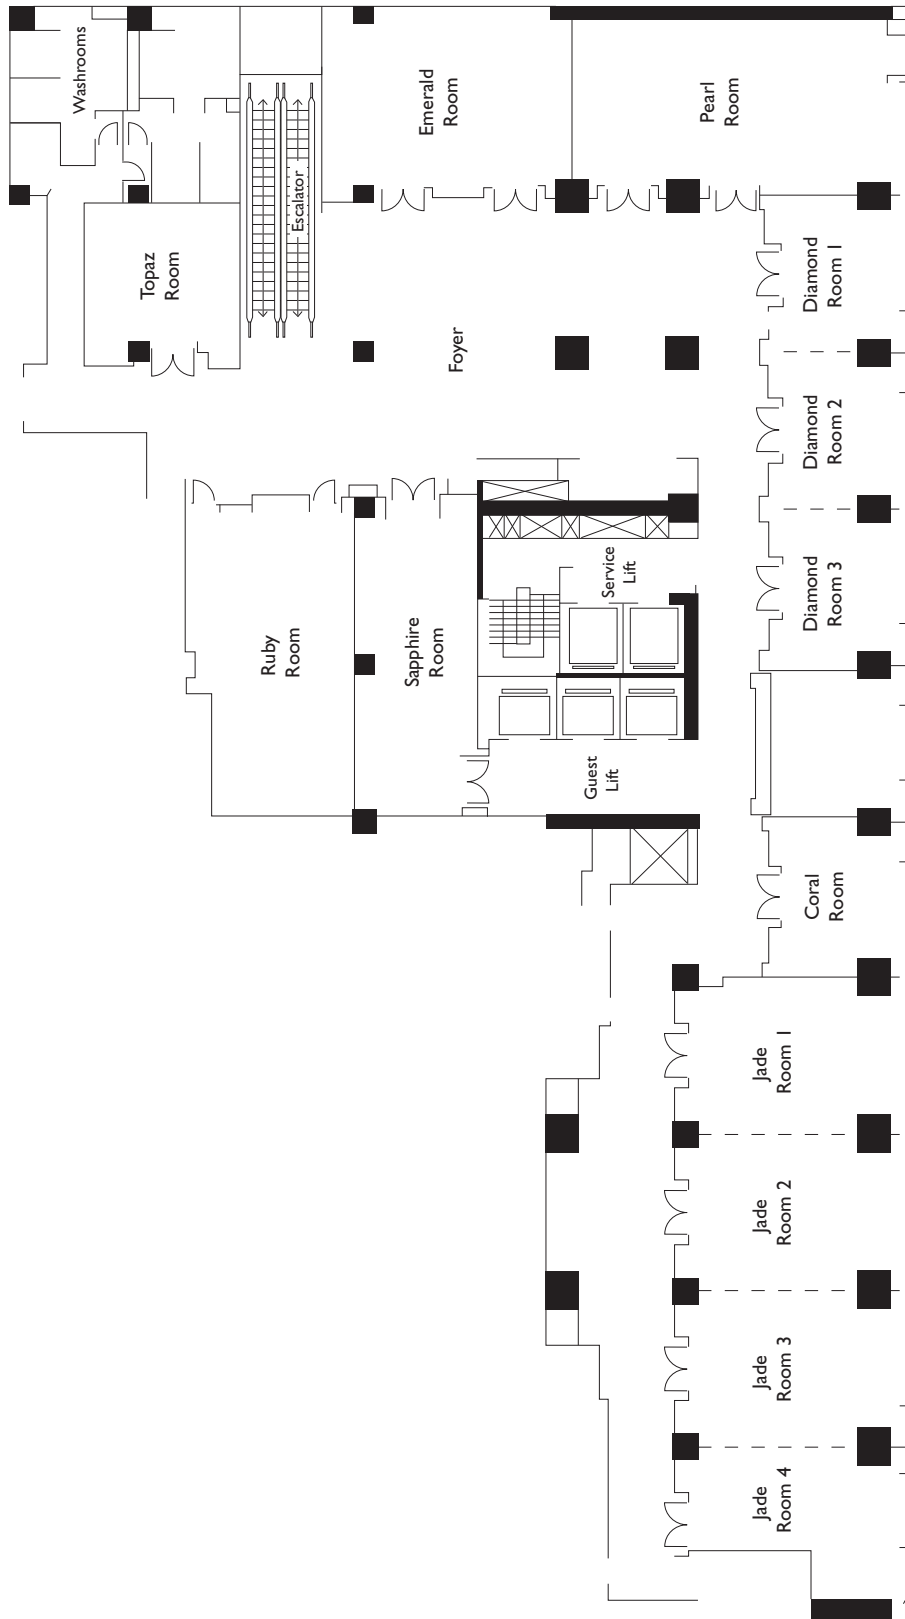 Washrooms
Emerald
Room
Pearl
Room
Escalator
Topaz
Room
Diamond
Room 1
Foyer
Diamond
Room 2
Service
Lift
Diamond
Room 3
Ruby
Room
Sapphire
Room
Guest
Lift
Coral
Room
Jade
Room 1
Jade
Room 2
Jade
Room 3
Jade
Room 4